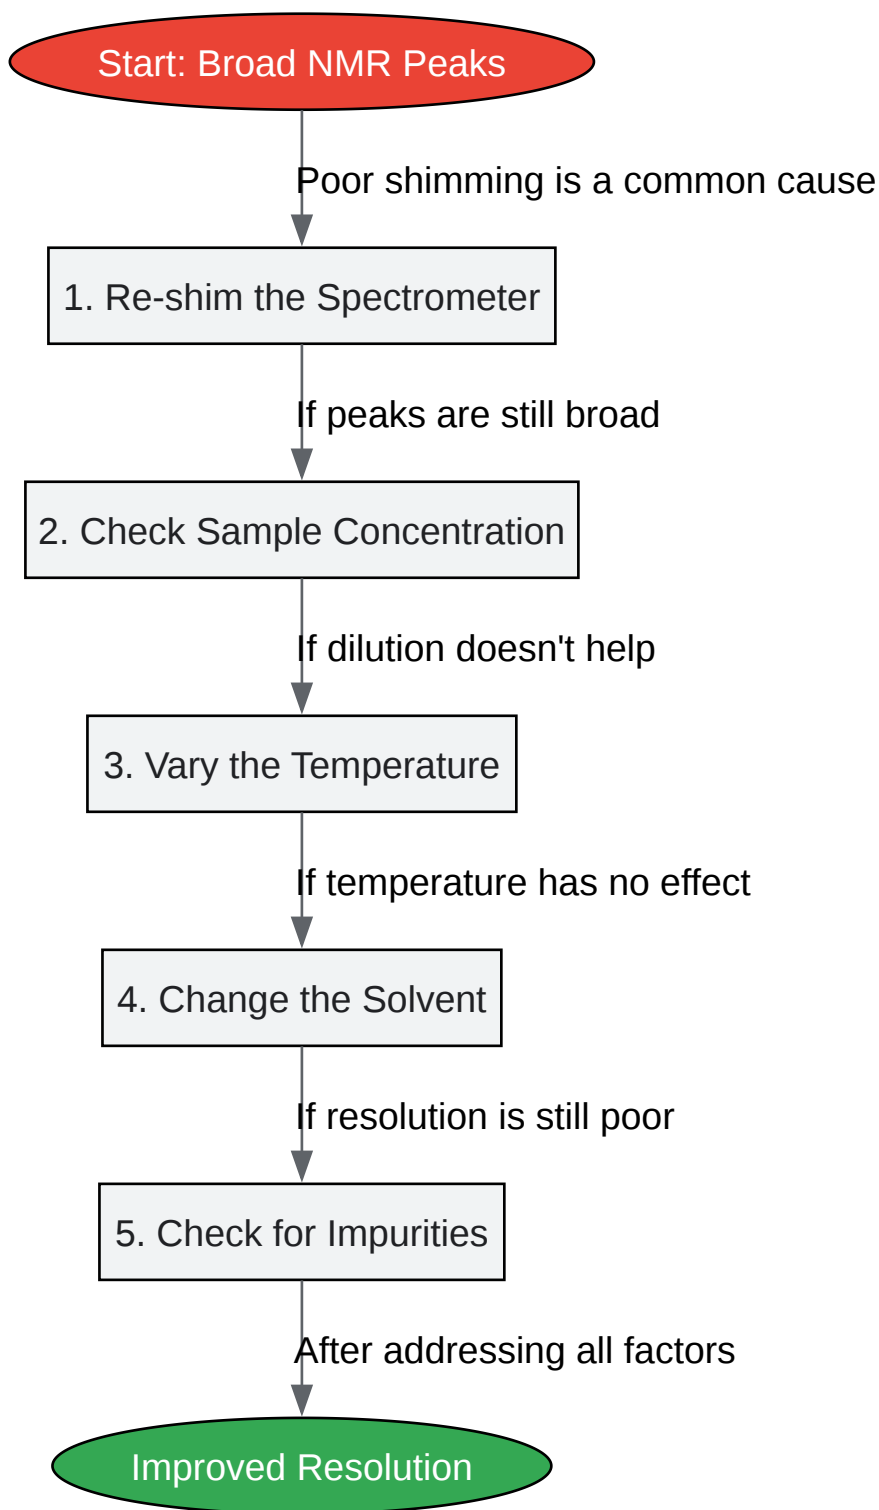 Start: Broad NMR Peaks
Poor shimming is a common cause
1. Re-shim the Spectrometer
If peaks are still broad
2. Check Sample Concentration
If dilution doesn't help
3. Vary the Temperature
If temperature has no effect
4. Change the Solvent
If resolution is still poor
5. Check for Impurities
After addressing all factors
Improved Resolution